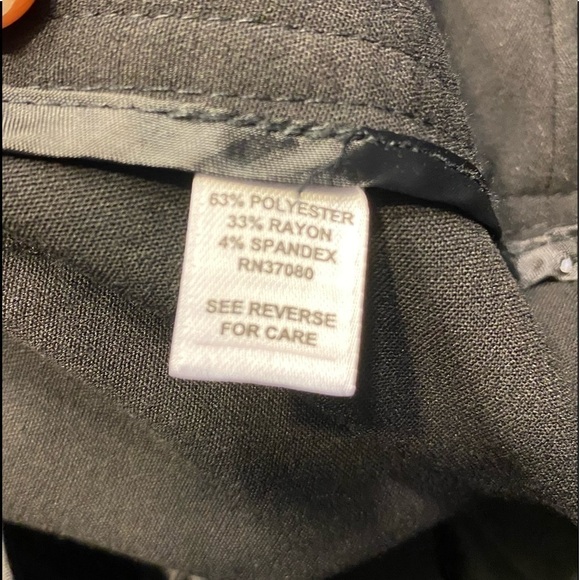 63% POLYESTER
33% RAYON
4% SPANDEX
RN37080
SEE REVERSE
FOR CARE